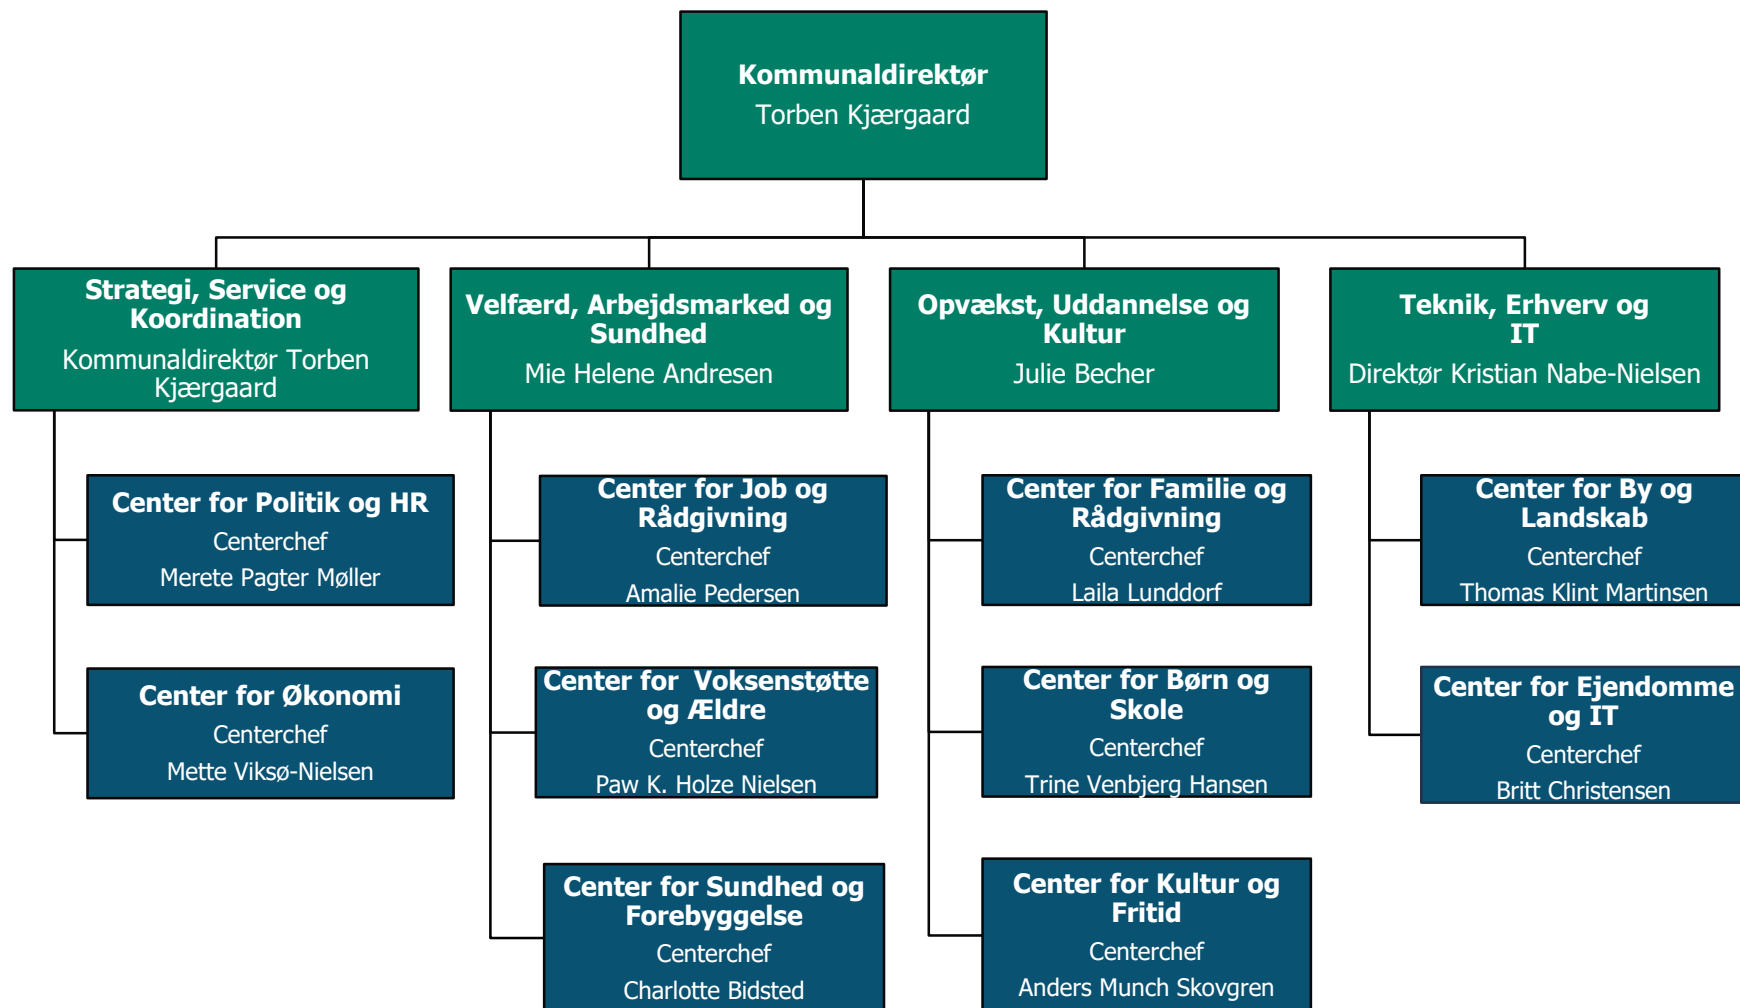 Kommunaldirektør
Torben Kjærgaard
Strategi, Service og
Koordination
Kommunaldirektør Torben
Kjærgaard
Velfærd, Arbejdsmarked og
Sundhed
Mie Helene Andresen
Opvækst, Uddannelse og
Kultur
Julie Becher
Teknik, Erhverv og
IT
Direktør Kristian Nabe-Nielsen
Center for Politik og HR
Centerchef
Merete Pagter Møller
Center for Økonomi
Centerchef
Mette Viksø-Nielsen
Center for Job og
Rådgivning
Centerchef
Amalie Pedersen
Center for Voksenstøtte
og Ældre
Centerchef
Paw K. Holze Nielsen
Center for Sundhed og
Forebyggelse
Centerchef
Charlotte Bidsted
Center for Familie og
Rådgivning
Centerchef
Laila Lunddorf
Center for Børn og
Skole
Centerchef
Trine Venbjerg Hansen
Center for Kultur og
Fritid
Centerchef
Anders Munch Skovgren
Center for By og
Landskab
Centerchef
Thomas Klint Martinsen
Center for Ejendomme
og IT
Centerchef
Britt Christensen